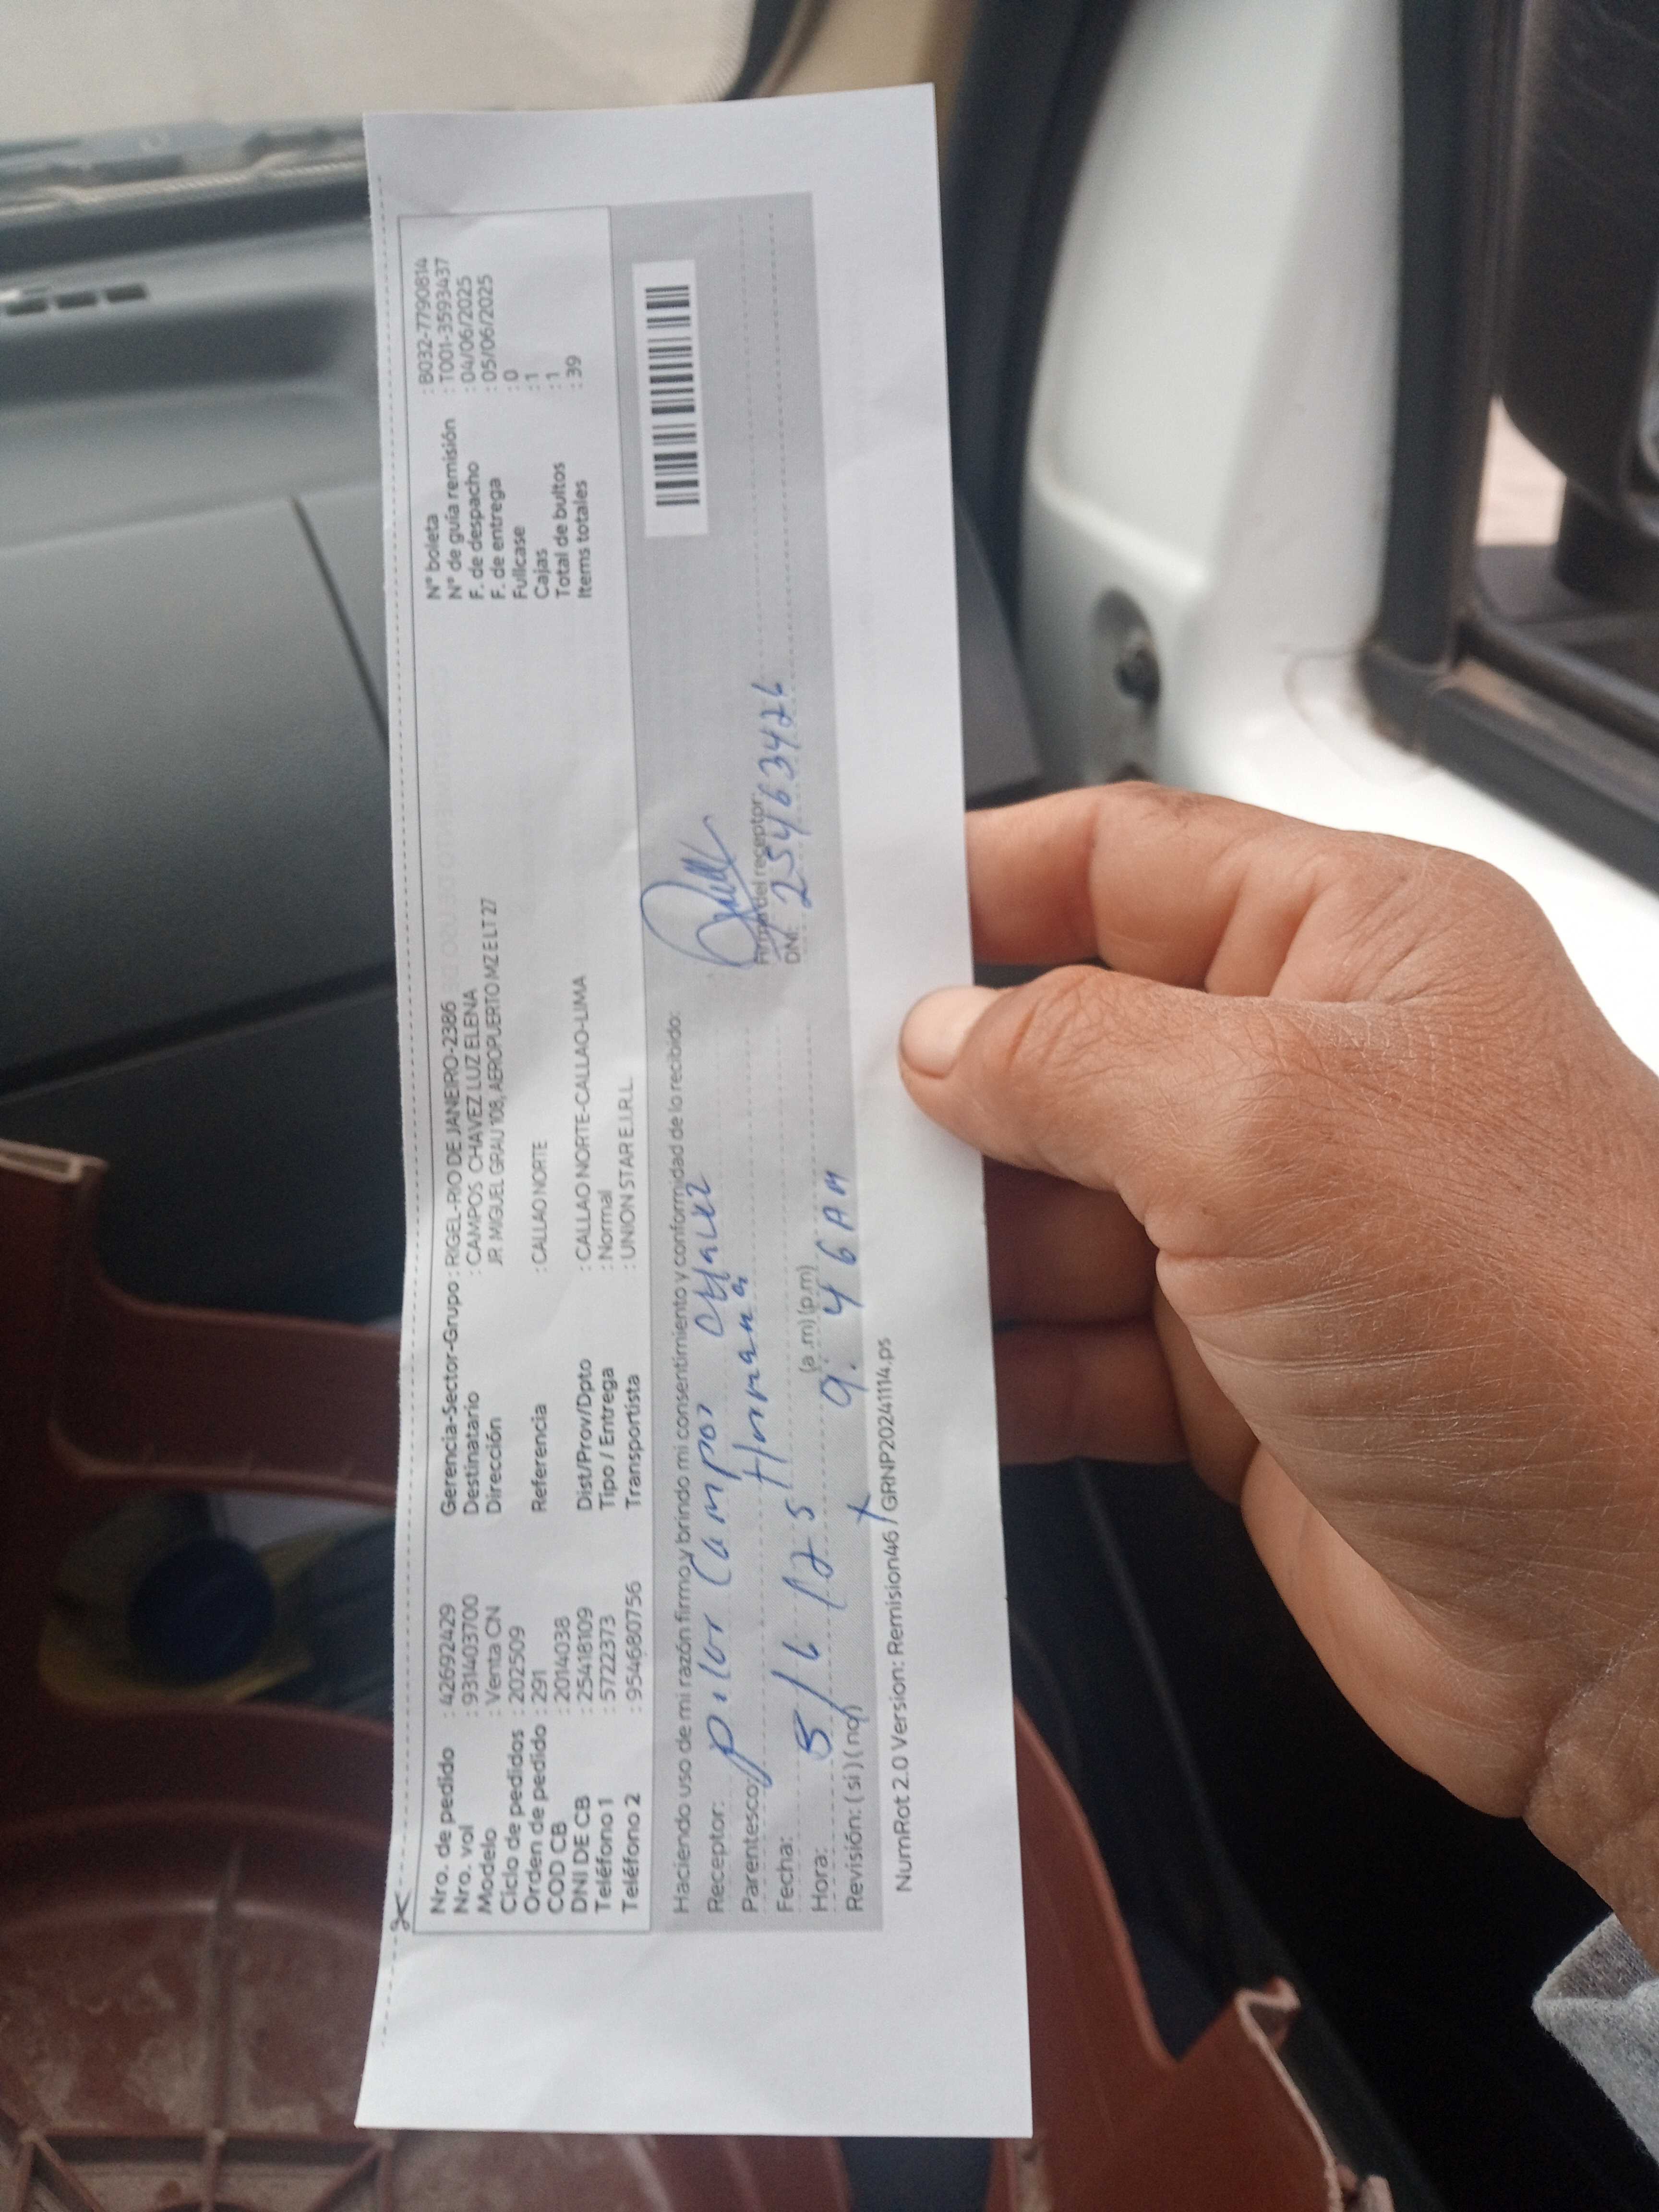 Nro. de pedido : 42692429 Gerencia-Sector-Grupo : RIGEL-RIO DE JANEIRO-2386 N° boleta : B032-7790814
Nro. vol : 931403700 Destinatario : CAMPOS CHAVEZ LUZ ELENA N° de guía remisión : T001-3593437
Modelo : Venta CN Dirección JR MIGUEL GRAU 108, AEROPUERTO MZ E LT 27 F. de despacho : 04/06/2025
Ciclo de pedidos : 202509 F. de entrega : 05/06/2025
Orden de pedido : 291 Referencia : CALLAO NORTE Fullcase : 0
COD CB : 2014038 Cajas : 1
DNI DE CB : 25418109 Dist/Prov/Dpto : CALLAO NORTE-CALLAO-LIMA Total de bultos : 1
Teléfono 1 : 5722373 Tipo / Entrega : Normal Items totales : 39
Teléfono 2 : 954680756 Transportista : UNION STAR E.I.R.L.
Haciendo uso de mi razón firmo y brindo mi consentimiento y conformidad de lo recibido:
Receptor: Pilar Campos Chavez
Parentesco: Hermana Firma del receptor:
Fecha: 5/6/25 DNI: 25463426
Hora: (a.m) (p.m) 9:46 AM
Revisión: (si) (no)
NumRot 2.0 Version: Remision46 / GRNP20241114.ps